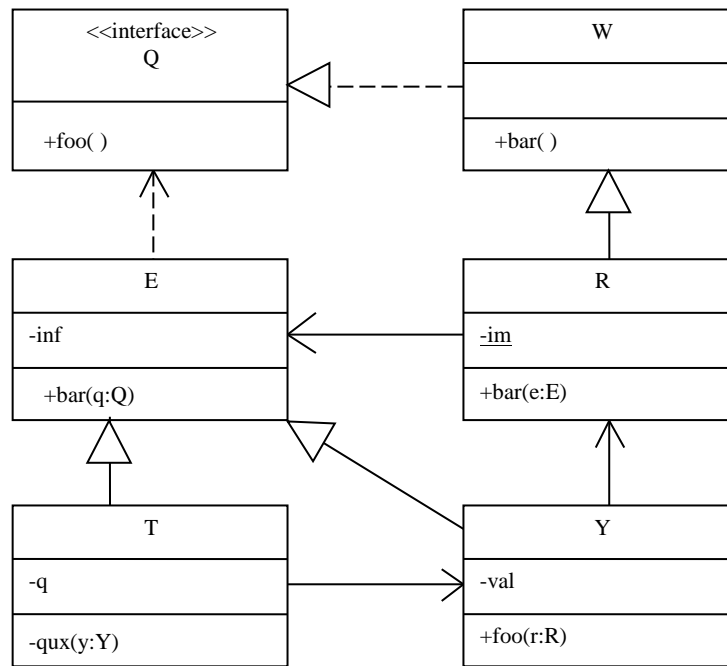 <<interface>>
Q
+foo( )
W
+bar( )
E
-inf
+bar(q:Q)
R
-im
+bar(e:E)
T
-q
-qux(y:Y)
Y
-val
+foo(r:R)